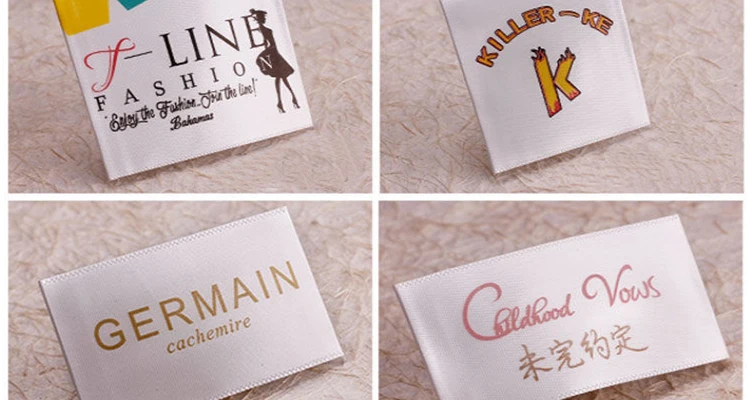 T-LINE
FASHION
"Enjoy the Fashion...Join the line!"
Bahamas
KILLER-KE
K
GERMAIN
cachemire
Childhood Vows
未完约定